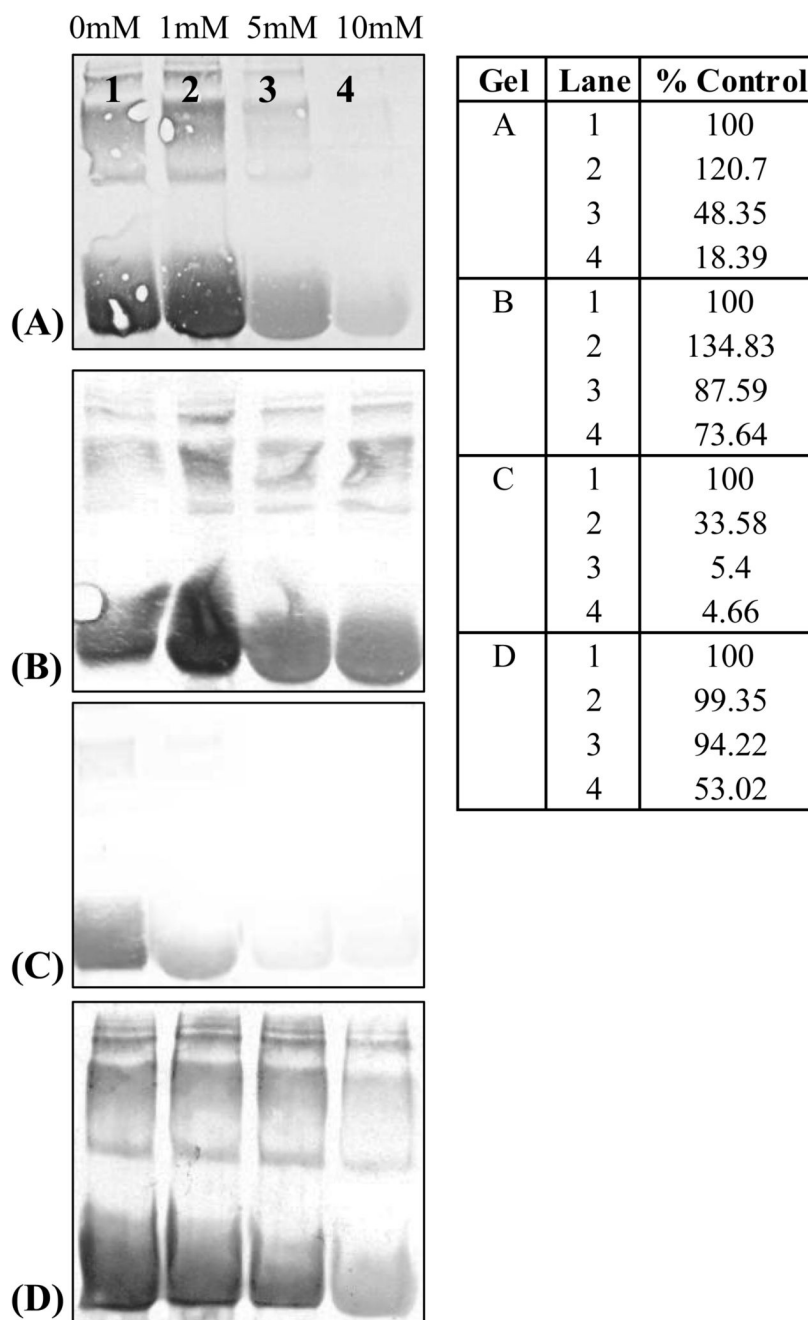 0mM 1mM 5mM 10mM
1 2 3 4
(A)
(B)
(C)
(D)
Gel Lane % Control
A 1 100
2 120.7
3 48.35
4 18.39
B 1 100
2 134.83
3 87.59
4 73.64
C 1 100
2 33.58
3 5.4
4 4.66
D 1 100
2 99.35
3 94.22
4 53.02